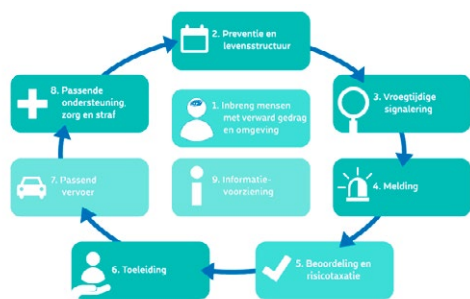 2. Preventie en
levensstructuur
3. Vroegtijdige
signalering
4. Melding
5. Beoordeling en
risicotaxatie
6. Toeleiding
7. Passend
vervoer
8. Passende
ondersteuning,
zorg en straf
1. Inbreng mensen
met verward gedrag
en omgeving
9. Informatie-
voorziening